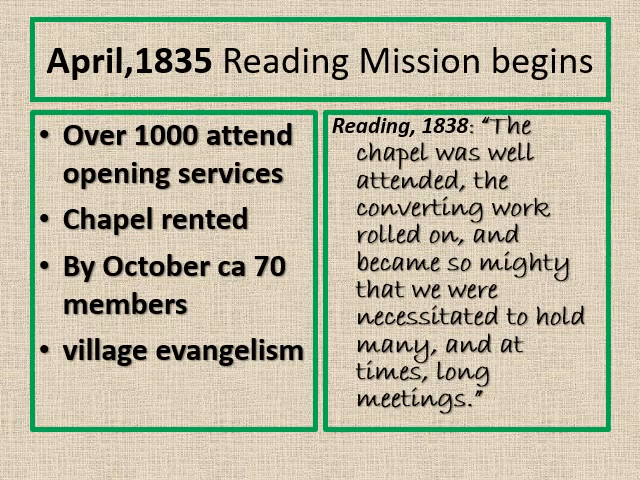 April,1835 Reading Mission begins
• Over 1000 attend
opening services
• Chapel rented
• By October ca 70
members
• village evangelism
Reading, 1838: “The
chapel was well
attended, the
converting work
rolled on, and
became so mighty
that we were
necessitated to hold
many, and at
times, long
meetings.”